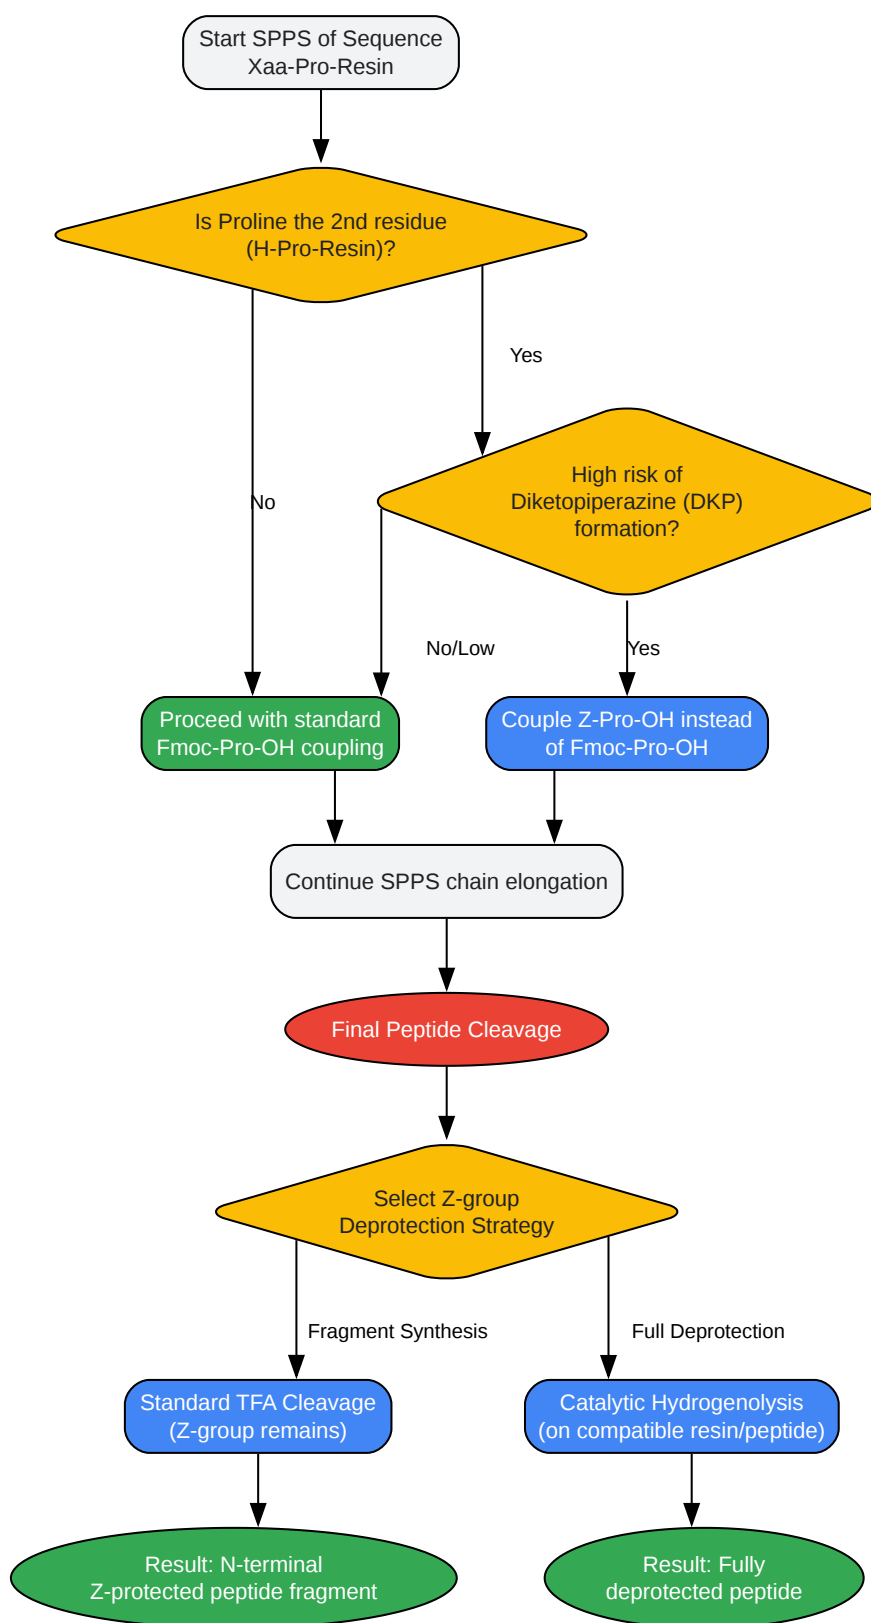 Start SPPS of Sequence
Xaa-Pro-Resin
Is Proline the 2nd residue
(H-Pro-Resin)?
Yes
High risk of
Diketopiperazine (DKP)
formation?
No
No/Low
Yes
Proceed with standard
Fmoc-Pro-OH coupling
Couple Z-Pro-OH instead
of Fmoc-Pro-OH
Continue SPPS chain elongation
Final Peptide Cleavage
Select Z-group
Deprotection Strategy
Fragment Synthesis
Full Deprotection
Standard TFA Cleavage
(Z-group remains)
Catalytic Hydrogenolysis
(on compatible resin/peptide)
Result: N-terminal
Z-protected peptide fragment
Result: Fully
deprotected peptide